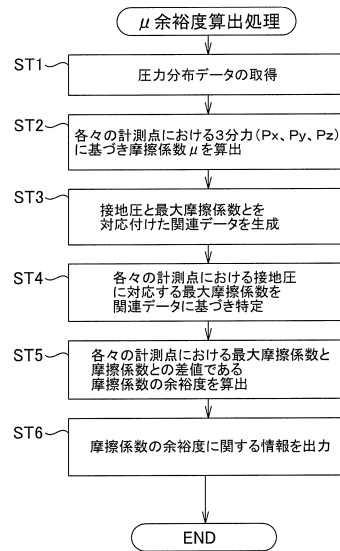 μ余裕度算出処理
ST1
圧力分布データの取得
ST2
各々の計測点における3分力(Px、Py、Pz)
に基づき摩擦係数μを算出
ST3
接地圧と最大摩擦係数とを
対応付けた関連データを生成
ST4
各々の計測点における接地圧
に対応する最大摩擦係数を
関連データに基づき特定
ST5
各々の計測点における最大摩擦係数と
摩擦係数との差値である
摩擦係数の余裕度を算出
ST6
摩擦係数の余裕度に関する情報を出力
END